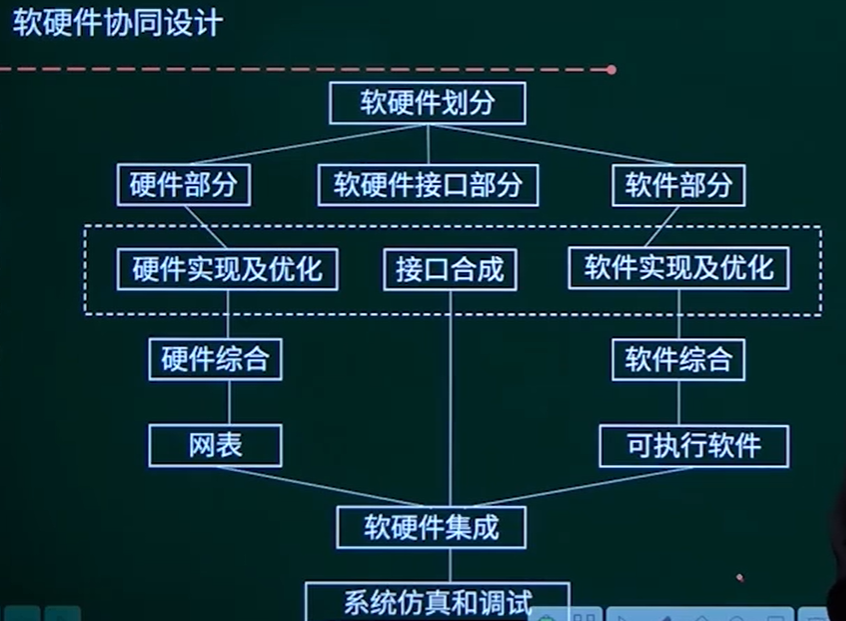 软硬件协同设计
软硬件划分
硬件部分
软硬件接口部分
软件部分
硬件实现及优化
接口合成
软件实现及优化
硬件综合
软件综合
网表
可执行软件
软硬件集成
系统仿真和调试